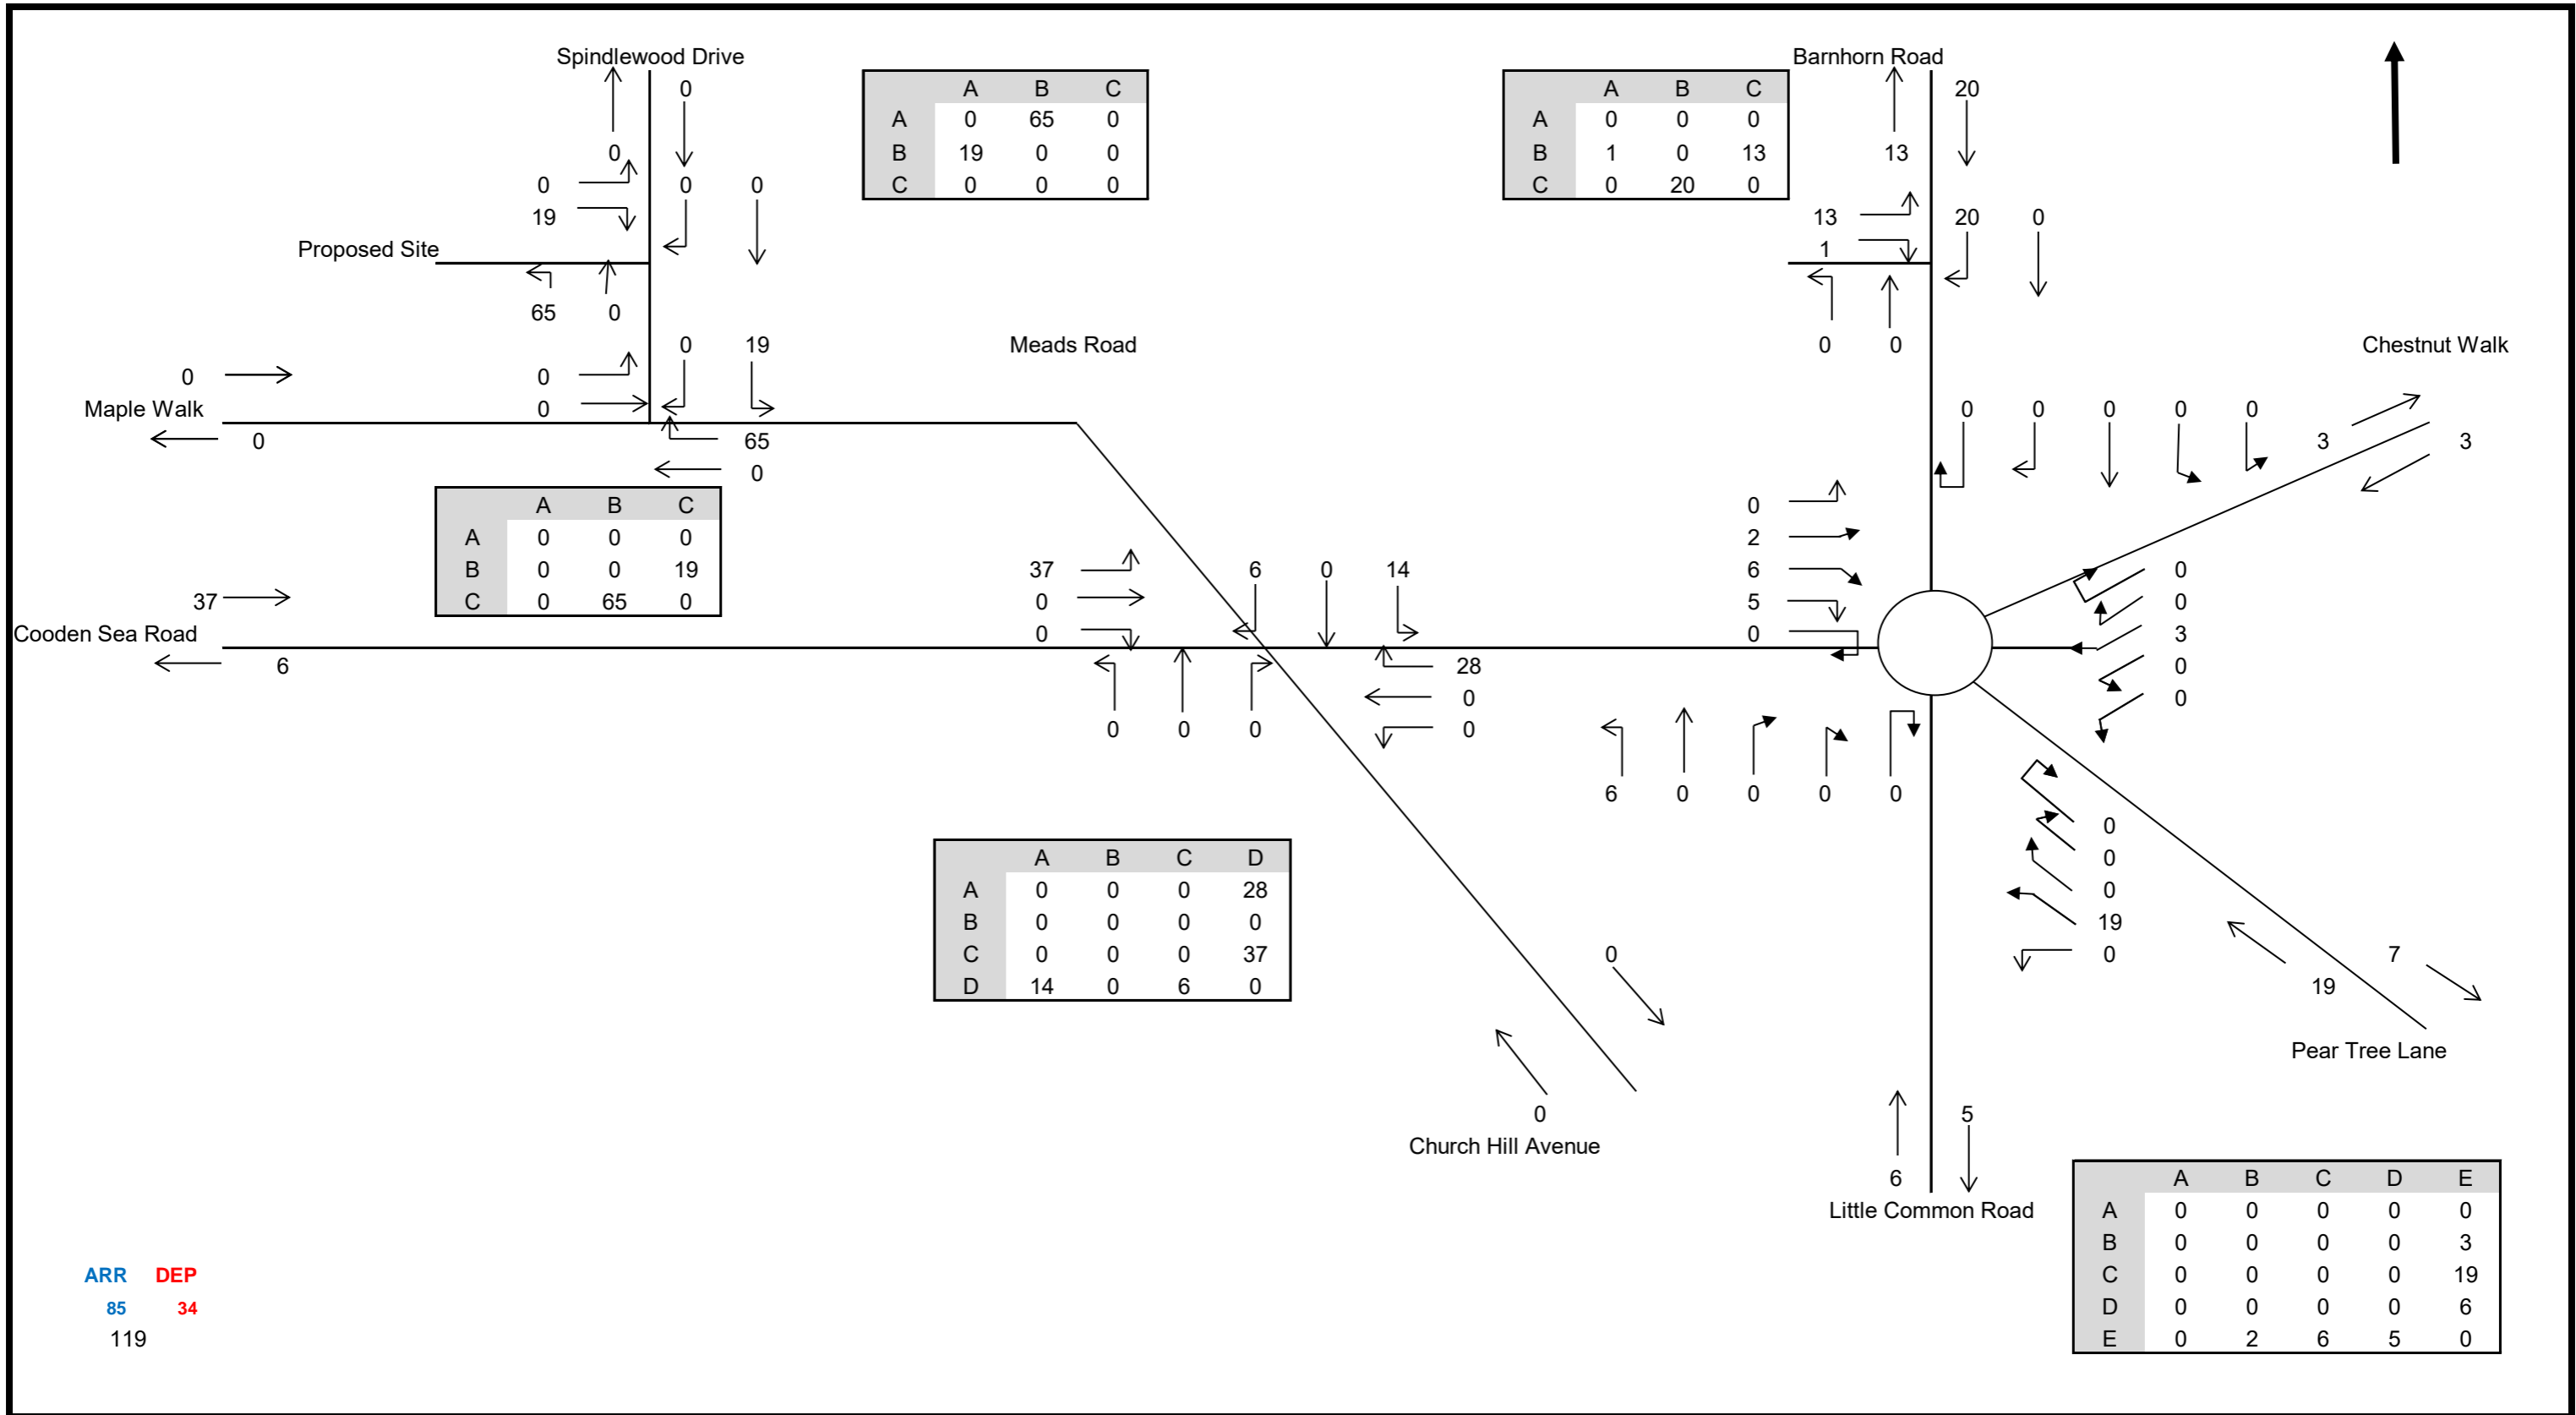 Spindlewood Drive
Barnhorn Road
0
20
A B C
A 0 65 0
B 19 0 0
C 0 0 0
A B C
A 0 0 0
B 1 0 13
C 0 20 0
0
13
0
0 0
19
13
20 0
1
Proposed Site
65 0
0 19
Meads Road
0 0
Chestnut Walk
0
0
Maple Walk
0
0
0 0 0 0 0
0
65
3
3
0
A B C
A 0 0 0
B 0 0 19
C 0 65 0
0
2
6
5
0
37
0
0
6 0 14
0
0
3
0
0
37
Cooden Sea Road
6
28
0
0
0 0 0
6 0 0 0 0
0
0
0
19
0
A B C D
A 0 0 0 28
B 0 0 0 0
C 0 0 0 37
D 14 0 6 0
0
7
19
Pear Tree Lane
0
5
Church Hill Avenue
6
Little Common Road
A B C D E
A 0 0 0 0 0
B 0 0 0 0 3
C 0 0 0 0 19
D 0 0 0 0 6
E 0 2 6 5 0
ARR DEP
85 34
119